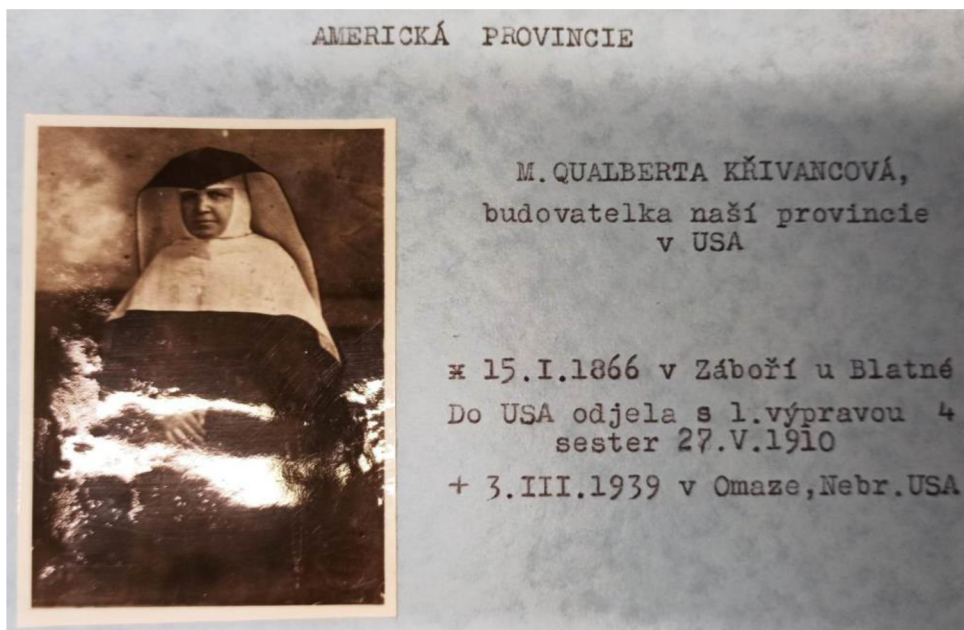 AMERICKÁ PROVINCIE
M.QUALBERTA KŘIVANCOVÁ,
budovatelka naší provincie
v USA
x 15.I.1866 v Záboří u Blatné
Do USA odjela s l.výpravou 4
sester 27.V.1910
+ 3.III.1939 v Omaze,Nebr.USA